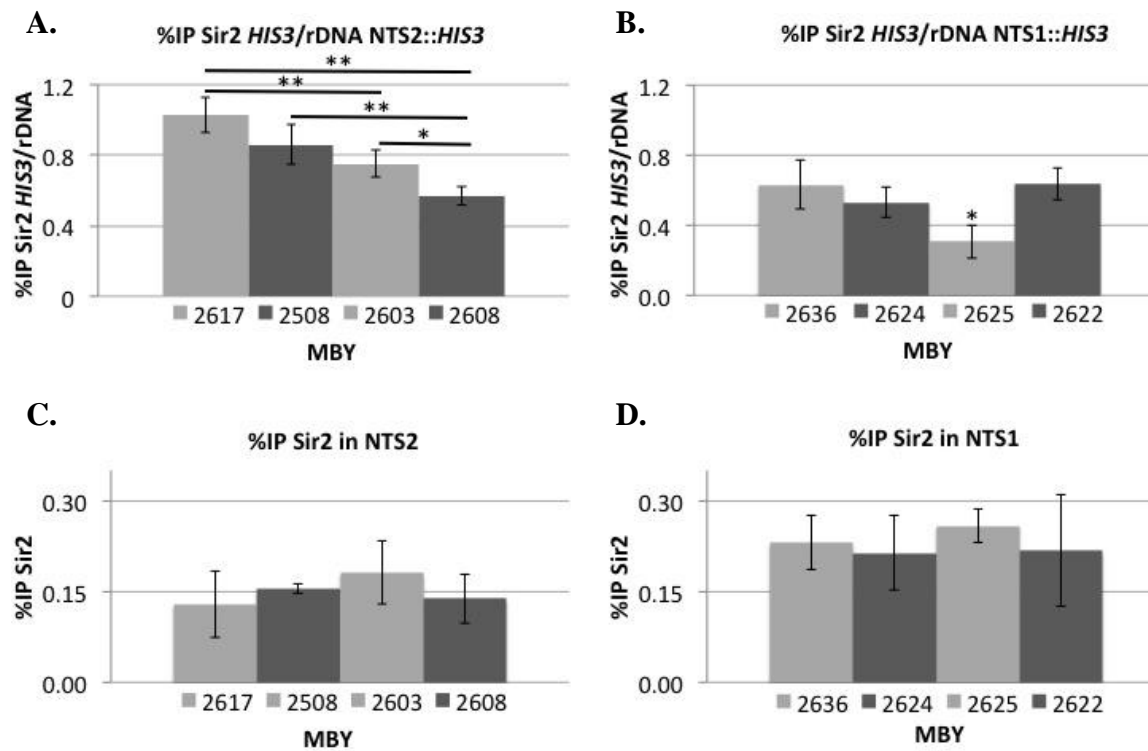 A.
%IP Sir2 HIS3/rDNA NTS2::HIS3
**
**
**
*
1.2
0.8
0.4
0
%IP Sir2 HIS3/rDNA
2617 2508 2603 2608
MBY
B.
%IP Sir2 HIS3/rDNA NTS1::HIS3
*
1.2
0.8
0.4
0.0
%IP Sir2 HIS3/rDNA
2636 2624 2625 2622
MBY
C.
%IP Sir2 in NTS2
0.30
0.15
0.00
%IP Sir2
2617 2508 2603 2608
MBY
D.
%IP Sir2 in NTS1
0.30
0.15
0.00
%IP Sir2
2636 2624 2625 2622
MBY